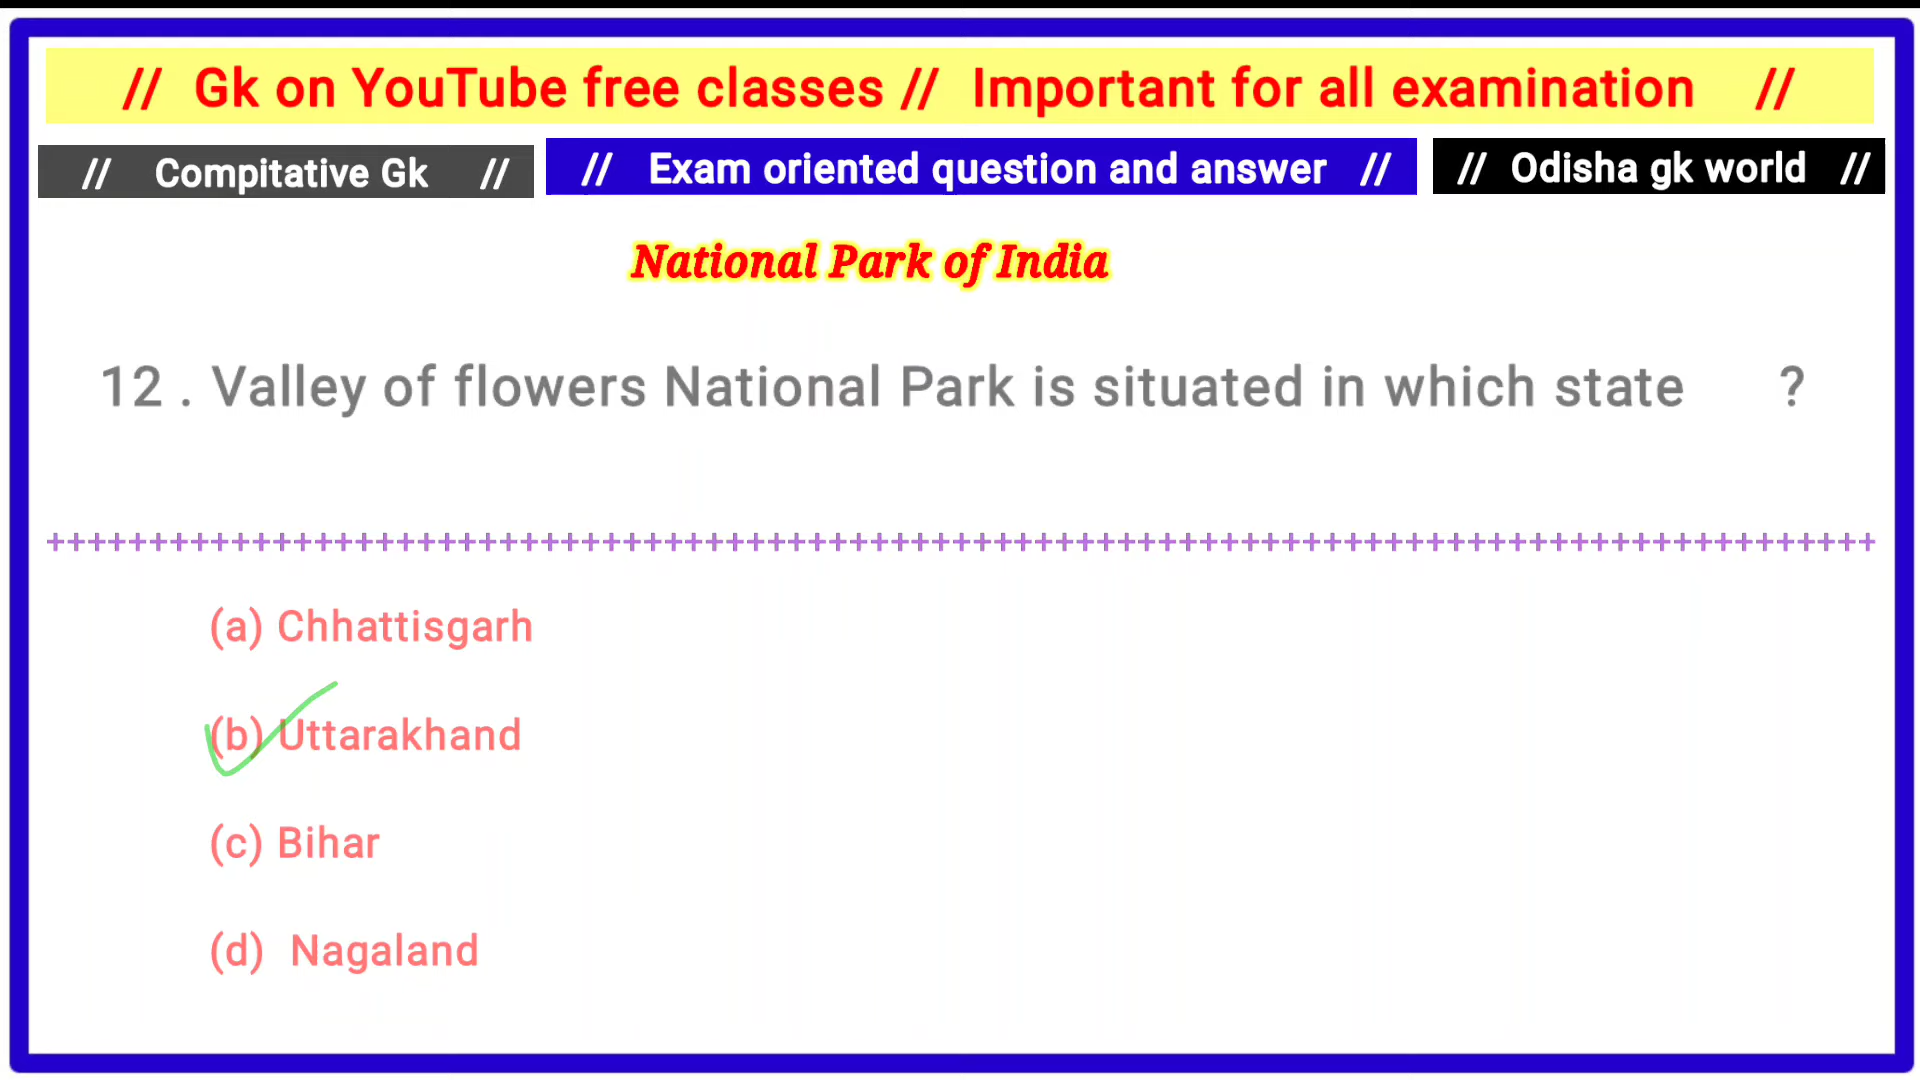 // Gk on YouTube free classes // Important for all examination //
// Compitative Gk // // Exam oriented question and answer // // Odisha gk world //
National Park of India
12 . Valley of flowers National Park is situated in which state ?
++++++++++++++++++++++++++++++++++++++++++++++++++++++++++++++++++++++++++++++++++++++++
(a) Chhattisgarh
(b) Uttarakhand
(c) Bihar
(d) Nagaland